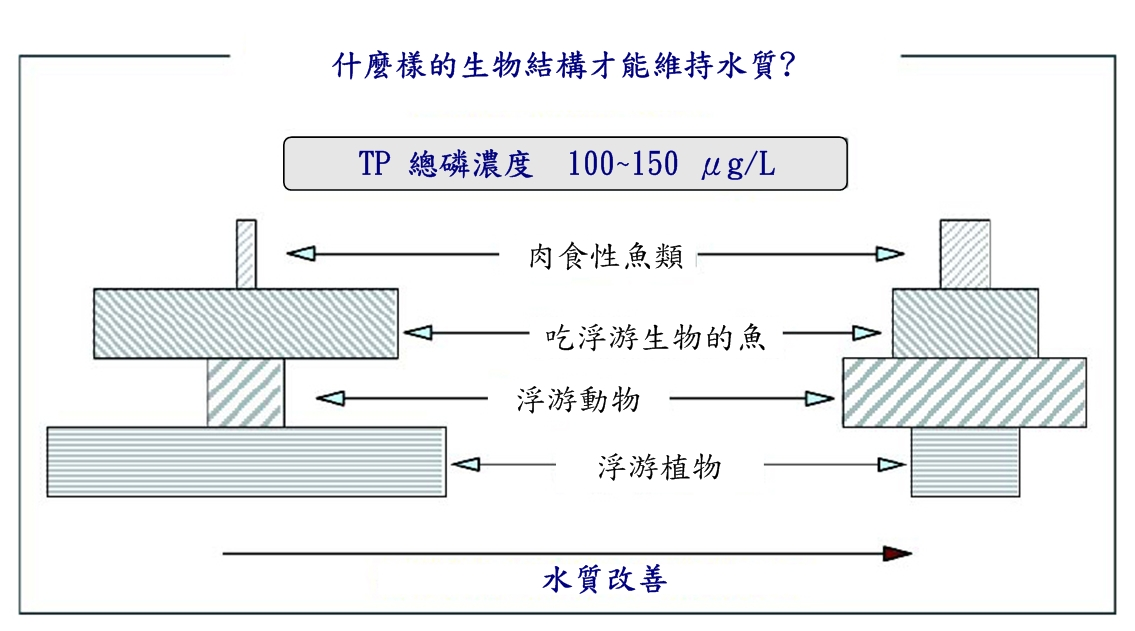 什麼樣的生物結構才能維持水質?
TP 總磷濃度 100~150 μg/L
肉食性魚類
吃浮游生物的魚
浮游動物
浮游植物
水質改善